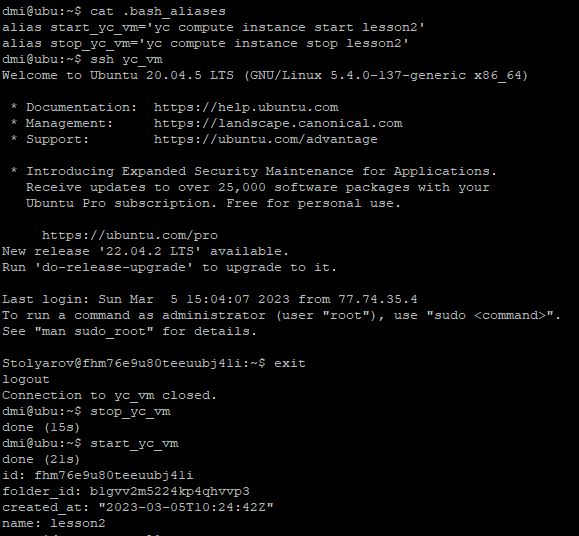 dmi@ubu:~$ cat .bash_aliases
alias start_yc_vm='yc compute instance start lesson2'
alias stop_yc_vm='yc compute instance stop lesson2'
dmi@ubu:~$ ssh yc_vm
Welcome to Ubuntu 20.04.5 LTS (GNU/Linux 5.4.0-137-generic x86_64)
* Documentation:  https://help.ubuntu.com
* Management:     https://landscape.canonical.com
* Support:        https://ubuntu.com/advantage
* Introducing Expanded Security Maintenance for Applications.
Receive updates to over 25,000 software packages with your
Ubuntu Pro subscription. Free for personal use.
https://ubuntu.com/pro
New release '22.04.2 LTS' available.
Run 'do-release-upgrade' to upgrade to it.
Last login: Sun Mar  5 15:04:07 2023 from 77.74.35.4
To run a command as administrator (user "root"), use "sudo <command>".
See "man sudo_root" for details.
Stolyarov@fhm76e9u80teeuubj4li:~$ exit
logout
Connection to yc_vm closed.
dmi@ubu:~$ stop_yc_vm
done (15s)
dmi@ubu:~$ start_yc_vm
done (21s)
id: fhm76e9u80teeuubj4li
folder_id: b1gvv2m5224kp4qhvvp3
created_at: "2023-03-05T10:24:42Z"
name: lesson2